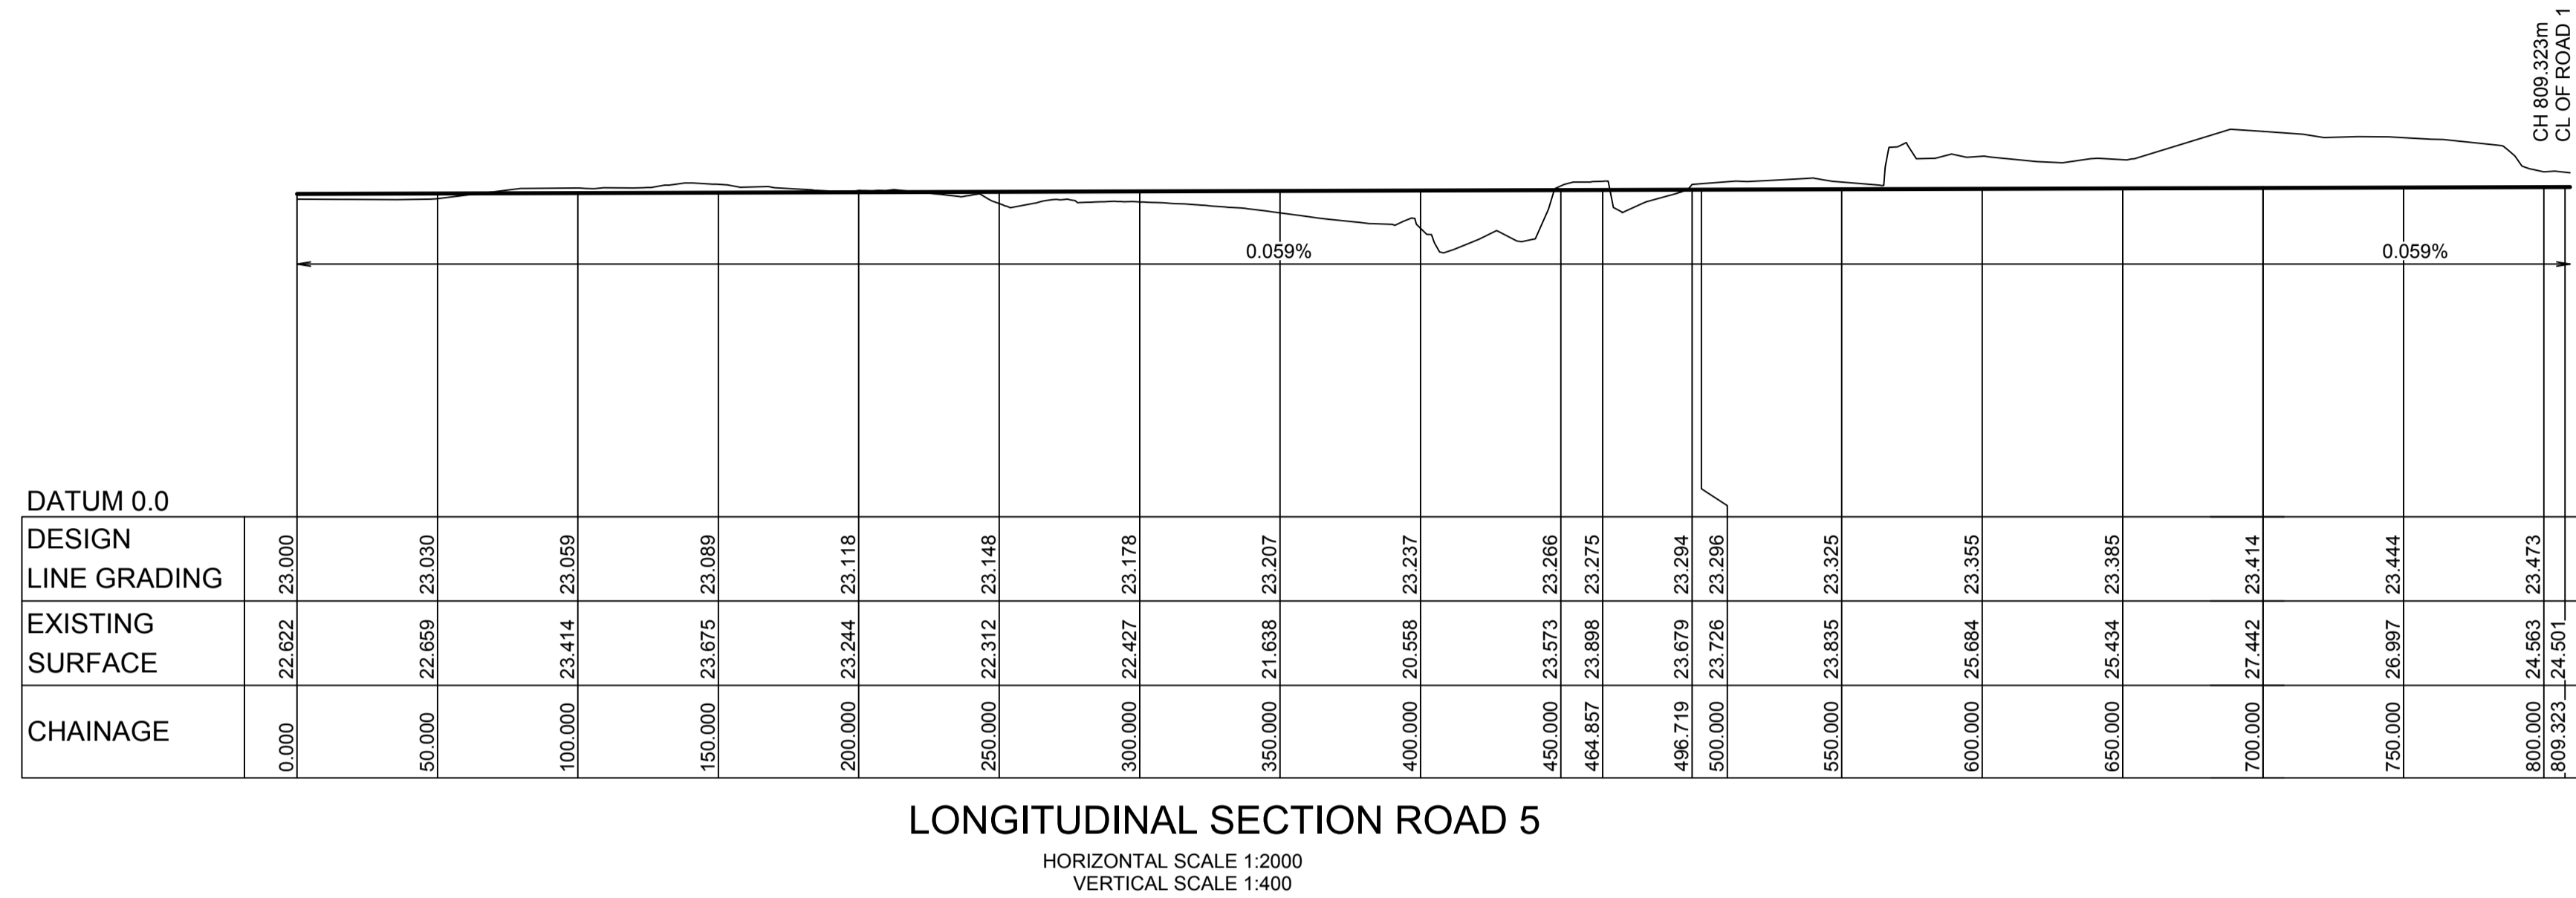 CH 809.323m
CL OF ROAD 1
0.059% 0.059%
DATUM 0.0
DESIGN
LINE GRADING
23.000 23.030 23.059 23.089 23.118 23.148 23.178 23.207 23.237 23.266 23.275 23.294 23.296 23.325 23.355 23.385 23.414 23.444 23.473
EXISTING
SURFACE
22.622 22.659 23.414 23.675 23.244 22.312 22.427 21.638 20.558 23.573 23.898 23.679 23.726 23.835 25.684 25.434 27.442 26.997 24.563 24.501
CHAINAGE
0.000 50.000 100.000 150.000 200.000 250.000 300.000 350.000 400.000 450.000 464.857 496.719 500.000 550.000 600.000 650.000 700.000 750.000 800.000 809.323
LONGITUDINAL SECTION ROAD 5
HORIZONTAL SCALE 1:2000
VERTICAL SCALE 1:400